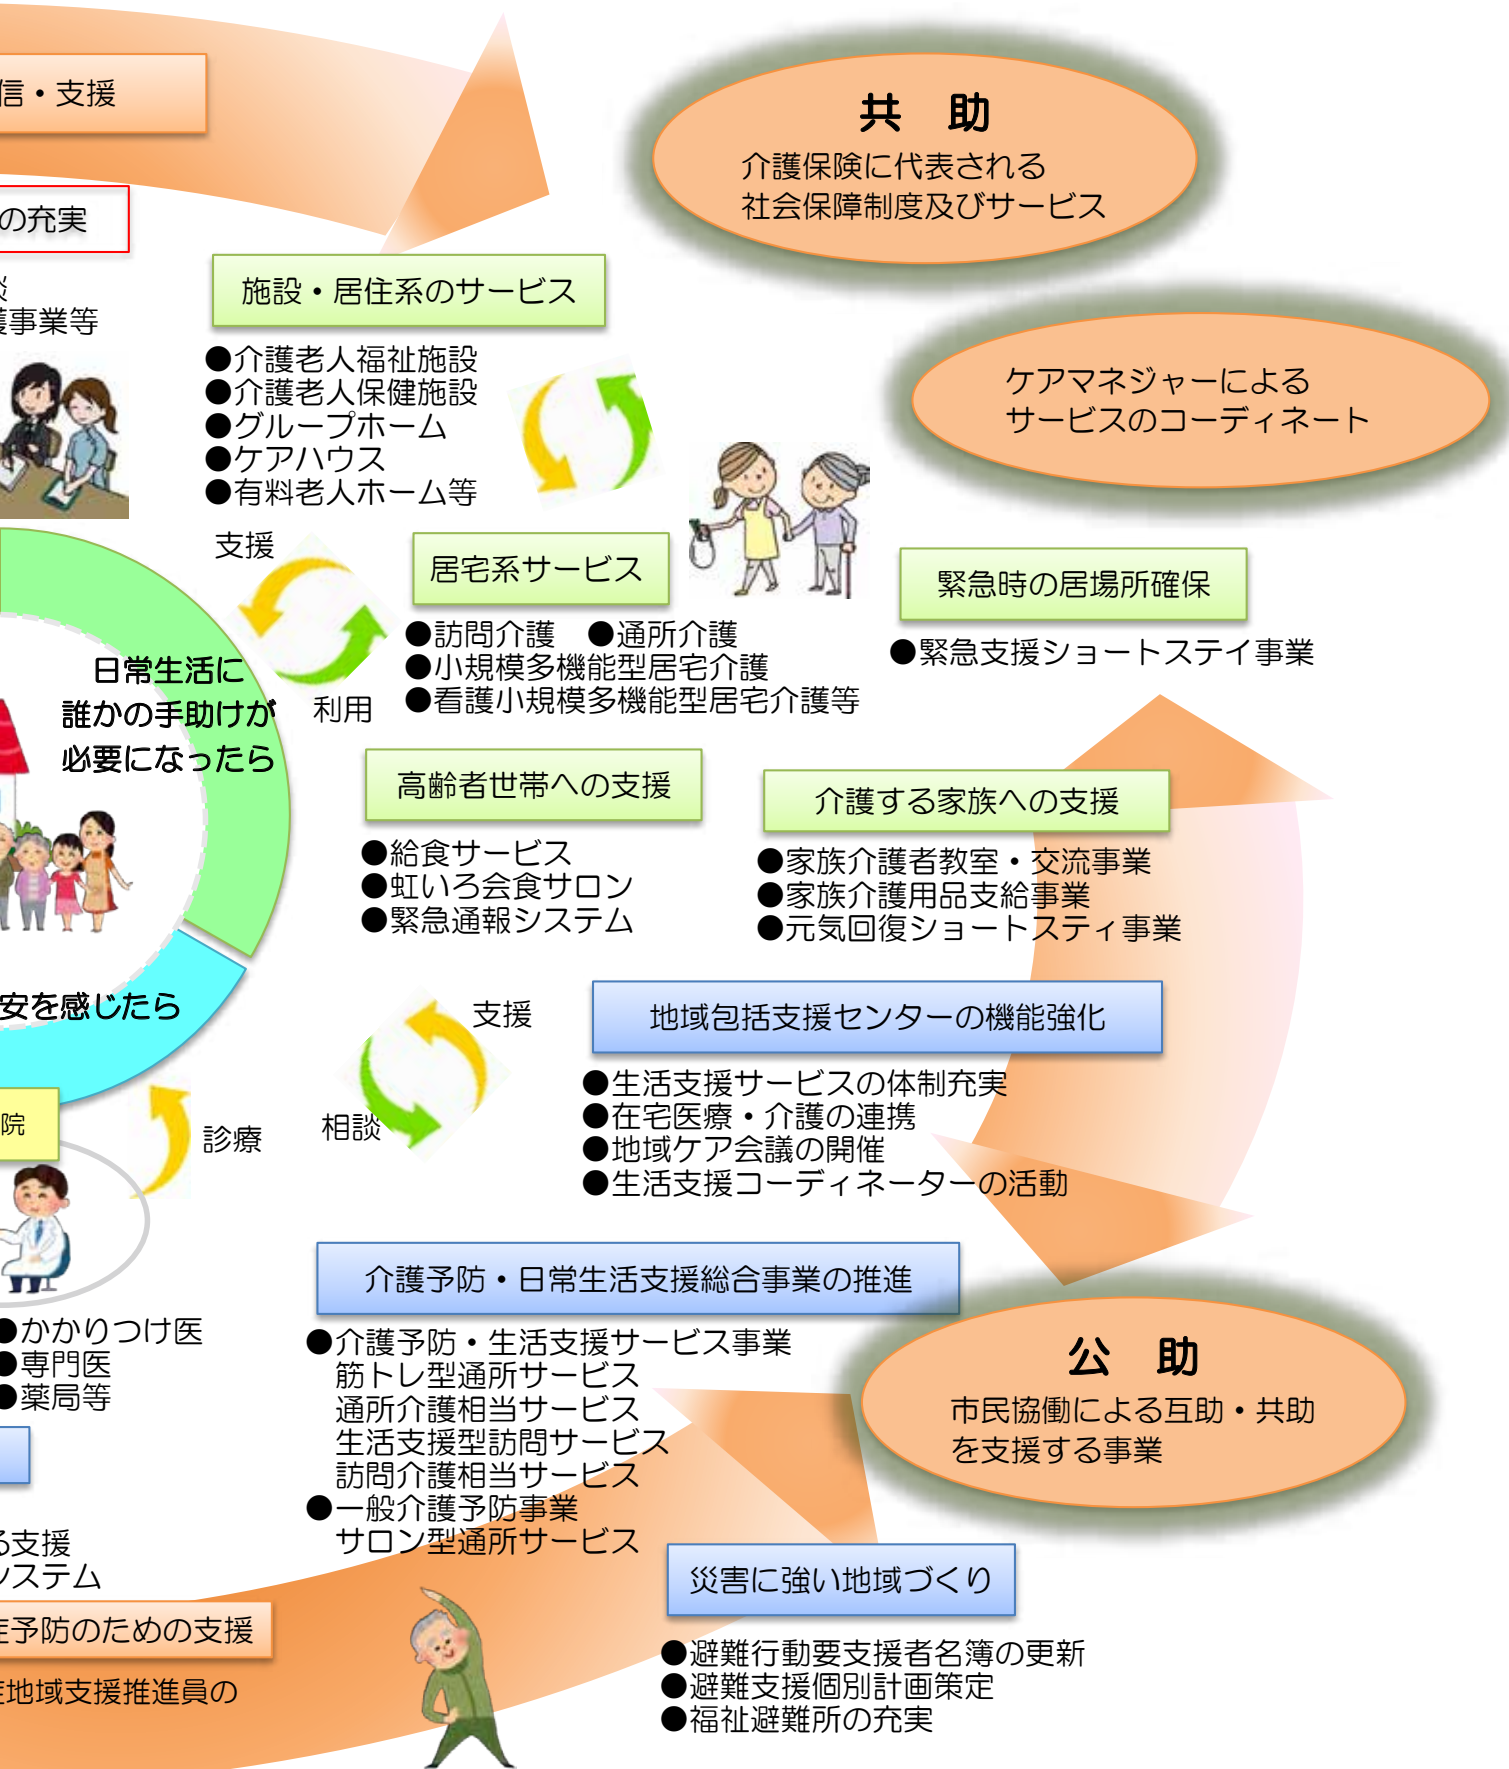 信・支援
の充実
護事業等
共　助
介護保険に代表される
社会保障制度及びサービス
ケアマネジャーによる
サービスのコーディネート
施設・居住系のサービス
●介護老人福祉施設
●介護老人保健施設
●グループホーム
●ケアハウス
●有料老人ホーム等
支援
利用
居宅系サービス
●訪問介護　●通所介護
●小規模多機能型居宅介護
●看護小規模多機能型居宅介護等
緊急時の居場所確保
●緊急支援ショートステイ事業
日常生活に
誰かの手助けが
必要になったら
高齢者世帯への支援
●給食サービス
●虹いろ会食サロン
●緊急通報システム
介護する家族への支援
●家族介護者教室・交流事業
●家族介護用品支給事業
●元気回復ショートスティ事業
安を感じたら
支援
相談
地域包括支援センターの機能強化
●生活支援サービスの体制充実
●在宅医療・介護の連携
●地域ケア会議の開催
●生活支援コーディネーターの活動
院
診療
●かかりつけ医
●専門医
●薬局等
介護予防・日常生活支援総合事業の推進
●介護予防・生活支援サービス事業
筋トレ型通所サービス
通所介護相当サービス
生活支援型訪問サービス
訪問介護相当サービス
●一般介護予防事業
サロン型通所サービス
公　助
市民協働による互助・共助
を支援する事業
る支援
システム
症予防のための支援
症地域支援推進員の
災害に強い地域づくり
●避難行動要支援者名簿の更新
●避難支援個別計画策定
●福祉避難所の充実